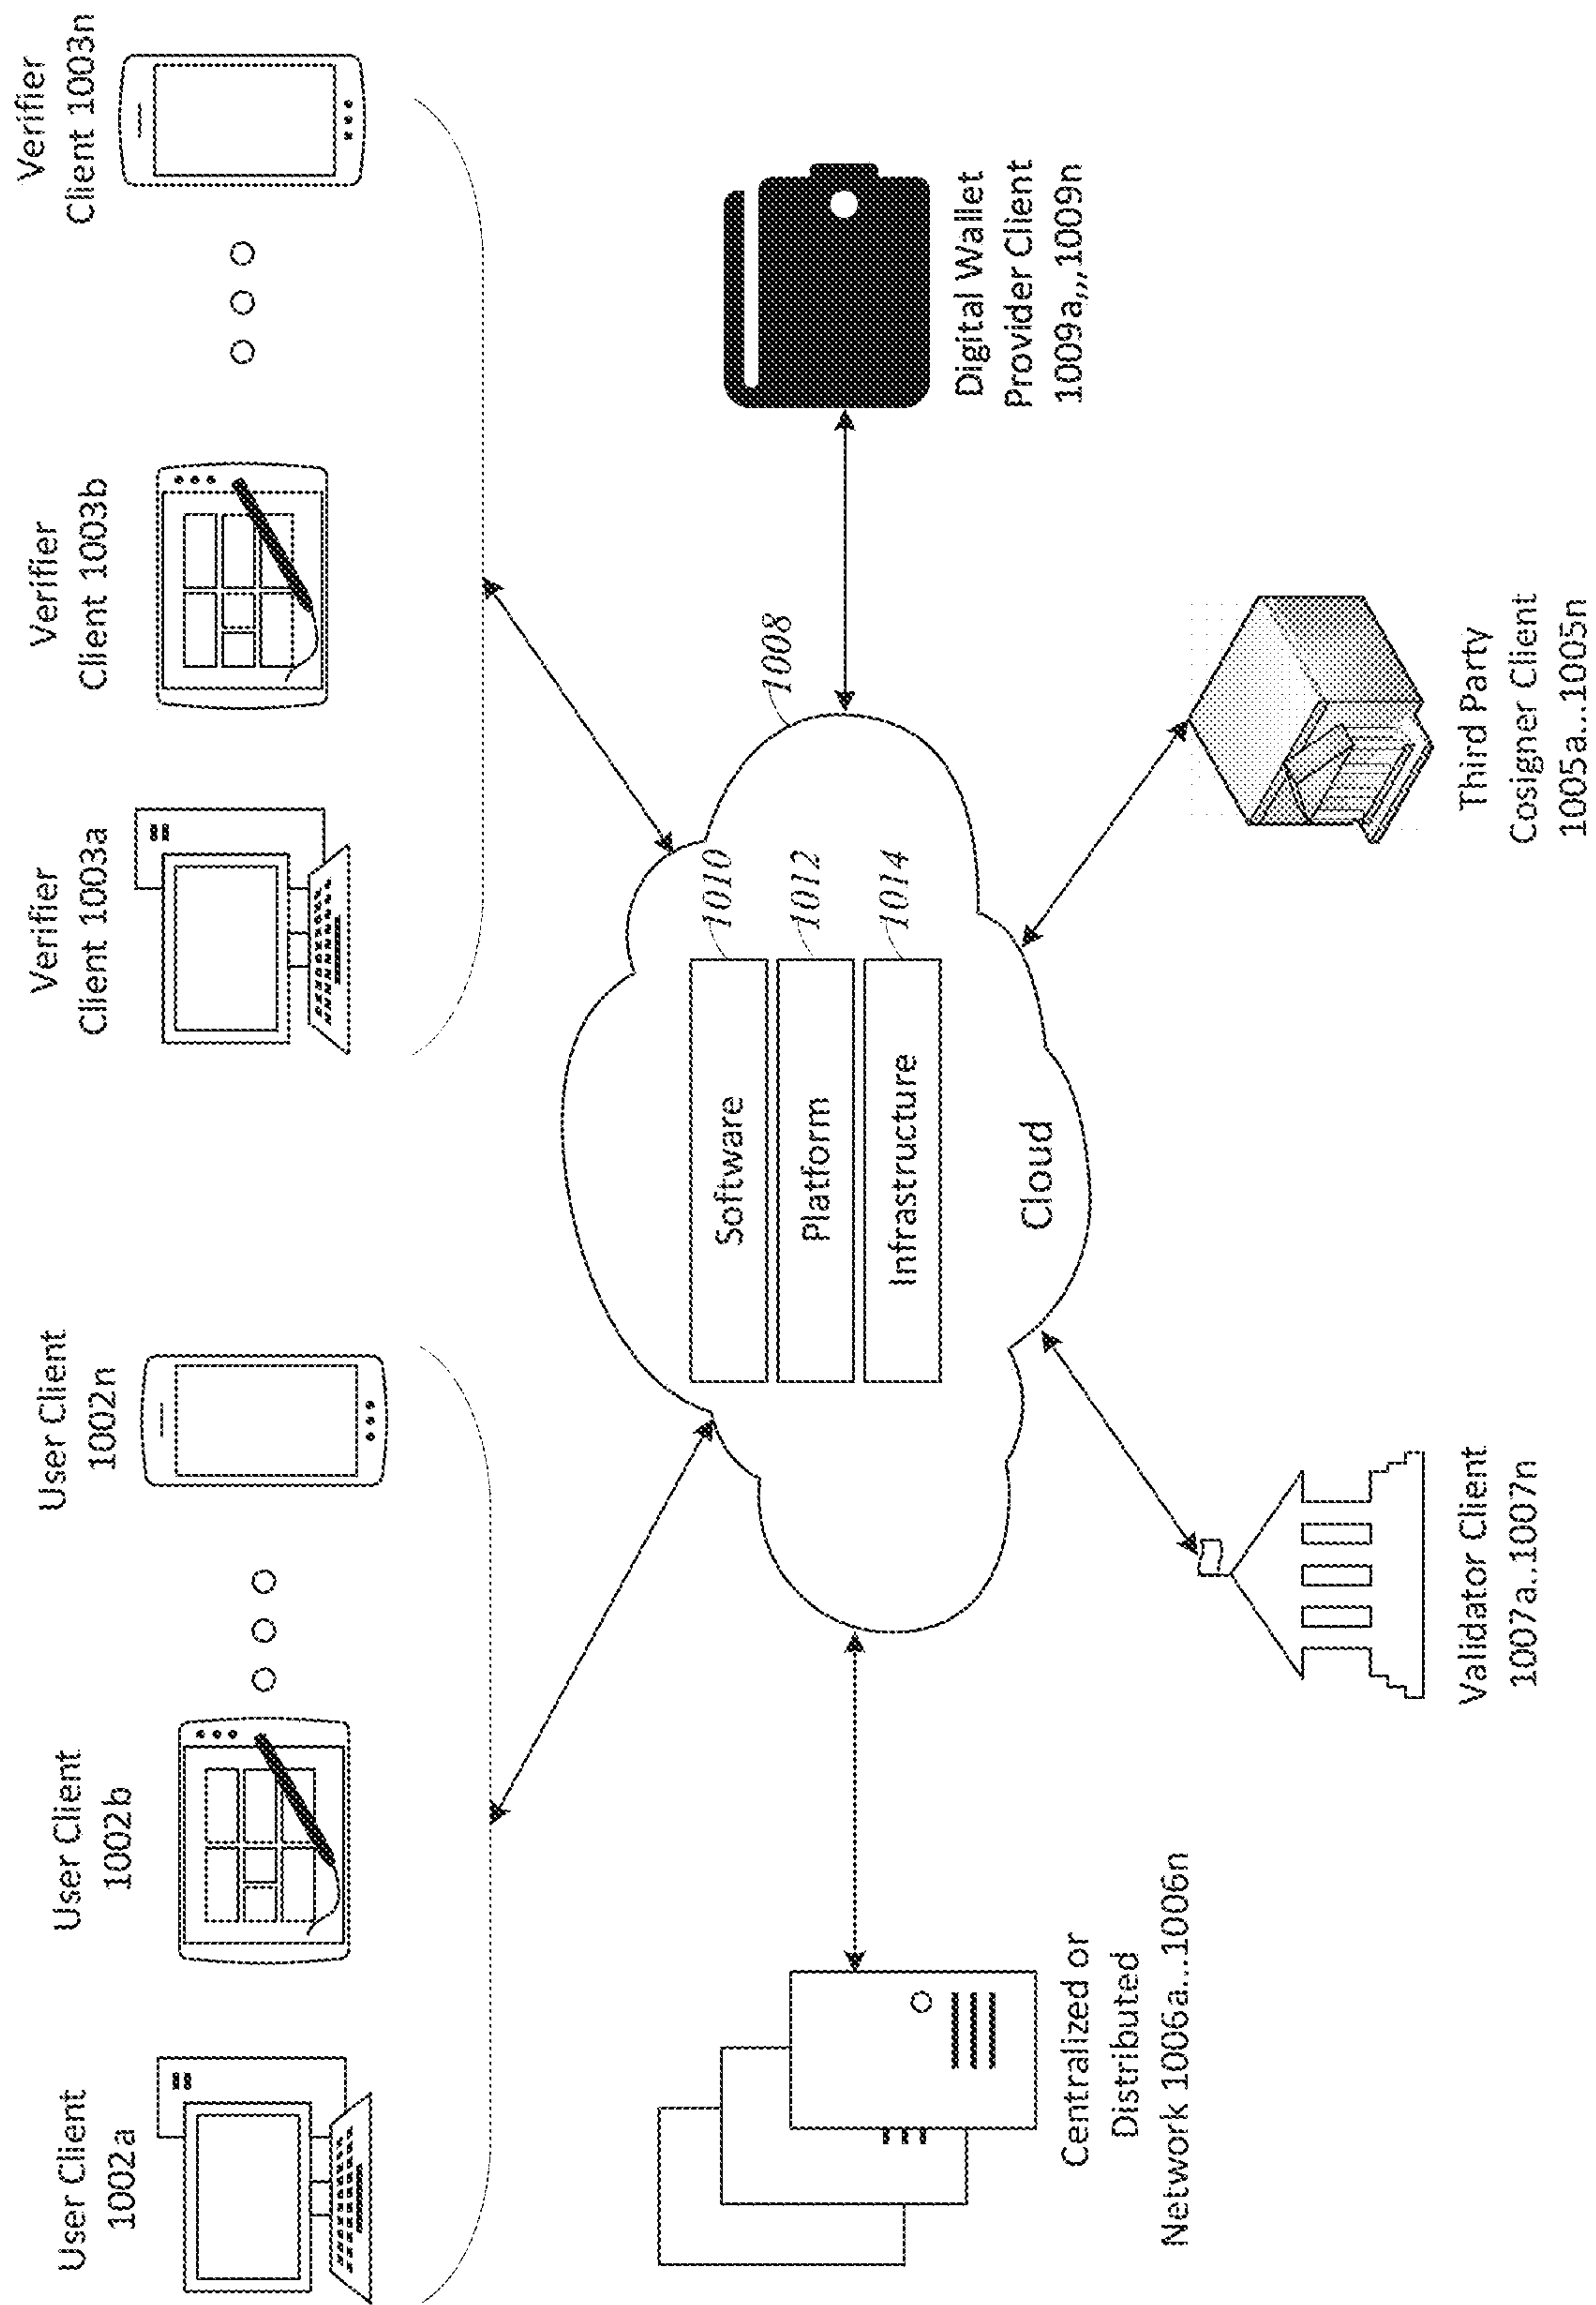 User Client
1002a
User Client
1002b
User Client
1002n
Verifier
Client 1003a
Verifier
Client 1003b
Verifier
Client 1003n
1008
Software
1010
Platform
1012
Infrastructure
1014
Cloud
Centralized or
Distributed
Network 1006a...1006n
Digital Wallet
Provider Client
1009a,,,1009n
Validator Client
1007a..1007n
Third Party
Cosigner Client
1005a...1005n